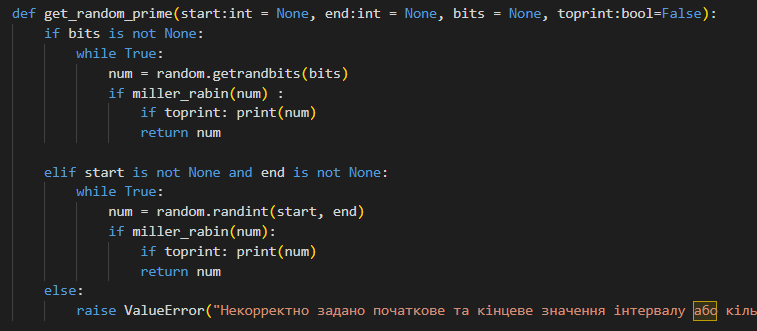 def get_random_prime(start:int = None, end:int = None, bits = None, toprint:bool=False):
    if bits is not None:
        while True:
            num = random.getrandbits(bits)
            if miller_rabin(num) :
                if toprint: print(num)
                return num
    elif start is not None and end is not None:
        while True:
            num = random.randint(start, end)
            if miller_rabin(num):
                if toprint: print(num)
                return num
    else:
        raise ValueError("Некорректно задано початкове та кінцеве значення інтервалу або кіль